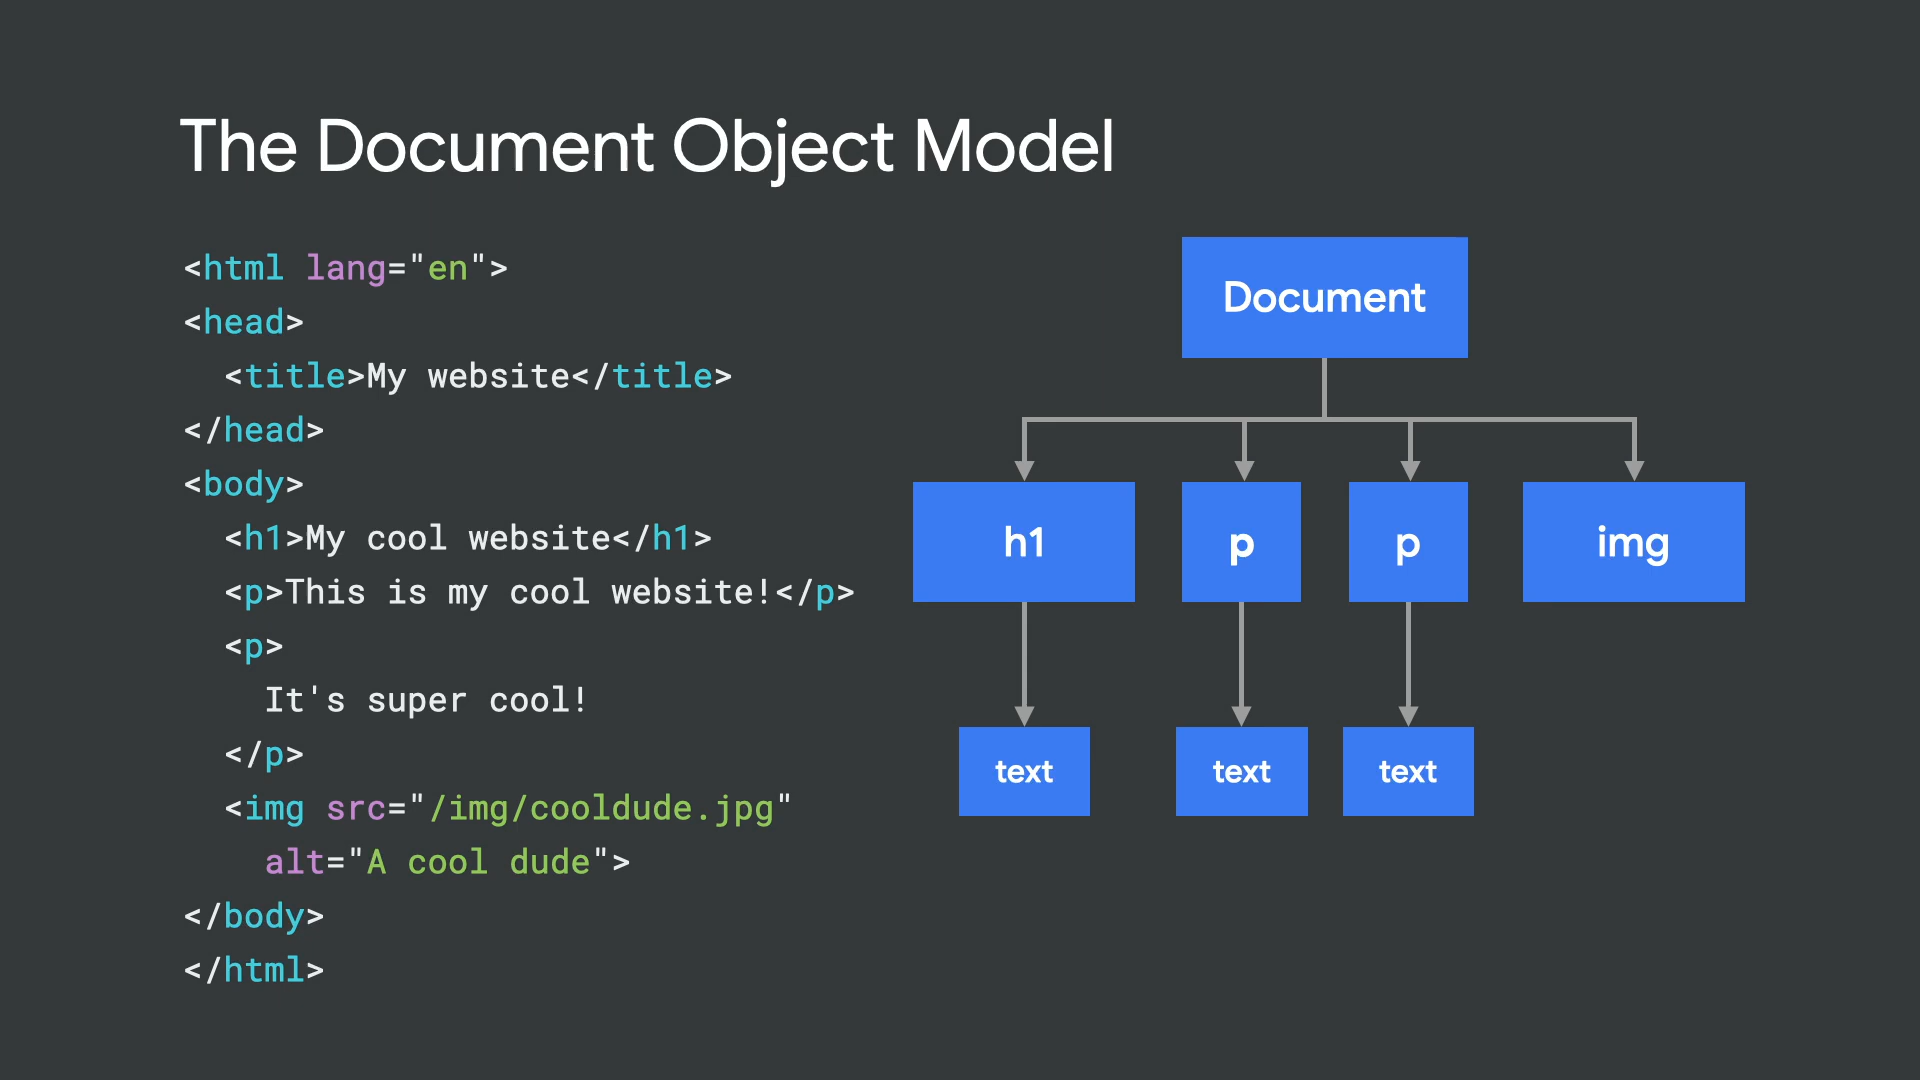 The Document Object Model
<html lang="en">
<head>
  <title>My website</title>
</head>
<body>
  <h1>My cool website</h1>
  <p>This is my cool website!</p>
  <p>
    It's super cool!
  </p>
  <img src="/img/cooldude.jpg"
    alt="A cool dude">
</body>
</html>
Document
h1
p
p
img
text
text
text